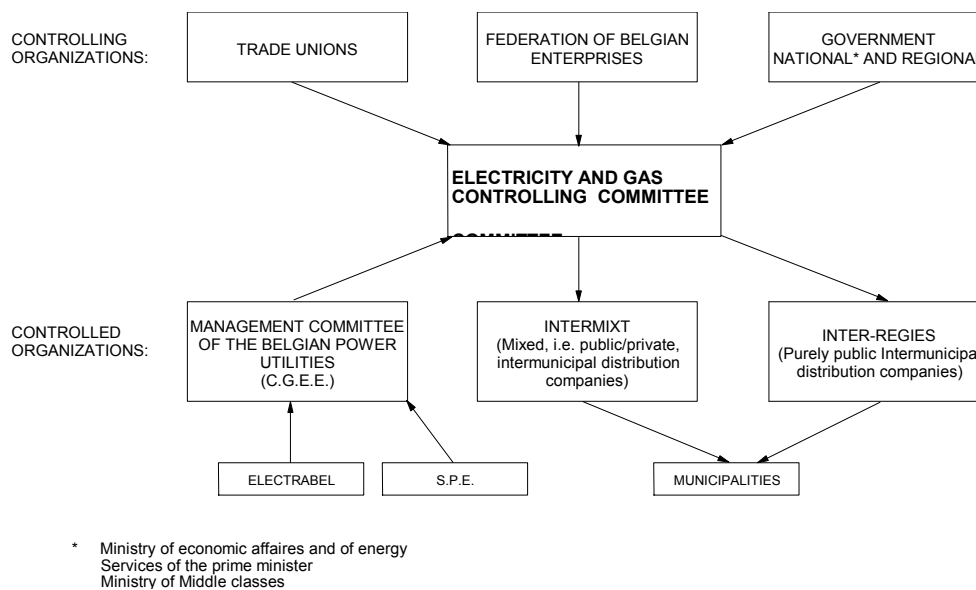 CONTROLLING
ORGANIZATIONS:
TRADE UNIONS
FEDERATION OF BELGIAN
ENTERPRISES
GOVERNMENT
NATIONAL* AND REGIONAL
ELECTRICITY AND GAS
CONTROLLING COMMITTEE
COMMITTEE
CONTROLLED
ORGANIZATIONS:
MANAGEMENT COMMITTEE
OF THE BELGIAN POWER
UTILITIES
(C.G.E.E.)
INTERMIXT
(Mixed, i.e. public/private,
intermunicipal distribution
companies)
INTER-REGIES
(Purely public Intermunicipa
distribution companies)
ELECTRABEL
S.P.E.
MUNICIPALITIES
* Ministry of economic affaires and of energy
Services of the prime minister
Ministry of Middle classes